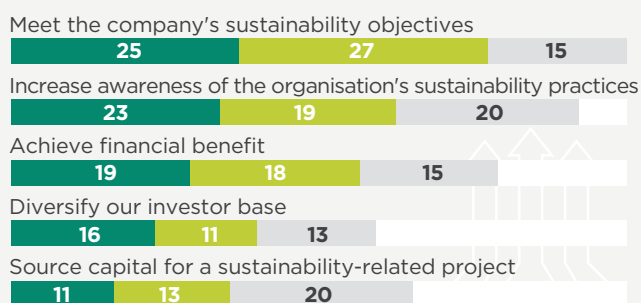 Meet the company's sustainability objectives
25 27 15
Increase awareness of the organisation's sustainability practices
23 19 20
Achieve financial benefit
19 18 15
Diversify our investor base
16 11 13
Source capital for a sustainability-related project
11 13 20